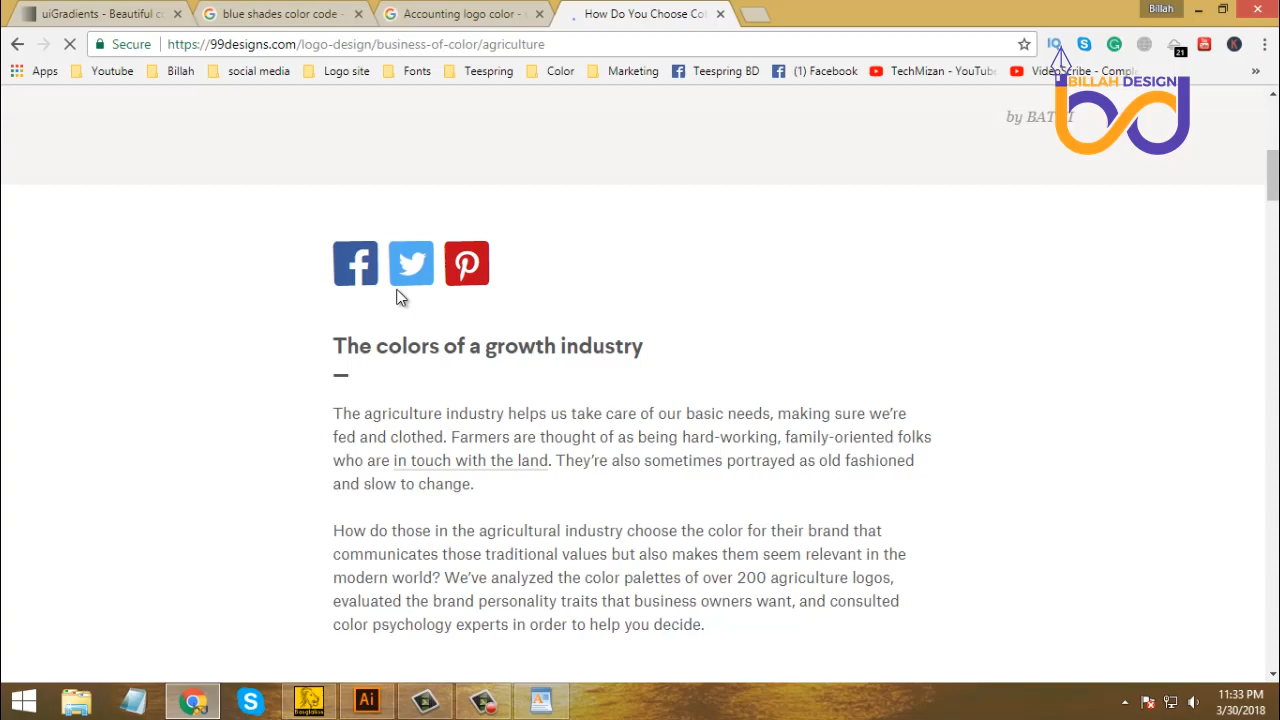 uiGradients - Beautiful c
blue shades color code -
Accounting logo color -
How Do You Choose Col
Billah
Secure
https://99designs.com/logo-design/business-of-color/agriculture
21
Apps
Youtube
Billah
social media
Fonts
Teespring
Color
Marketing
Teespring BD
(1) Facebook
TechMizan - YouTube
BILLAH DESIGN
by
The colors of a growth industry
The agriculture industry helps us take care of our basic needs, making sure we're
fed and clothed. Farmers are thought of as being hard-working, family-oriented folks
who are in touch with the land. They're also sometimes portrayed as old fashioned
and slow to change.
How do those in the agricultural industry choose the color for their brand that
communicates those traditional values but also makes them seem relevant in the
modern world? We've analyzed the color palettes of over 200 agriculture logos,
evaluated the brand personality traits that business owners want, and consulted
color psychology experts in order to help you decide.
Ai
11:33 PM
3/30/2018